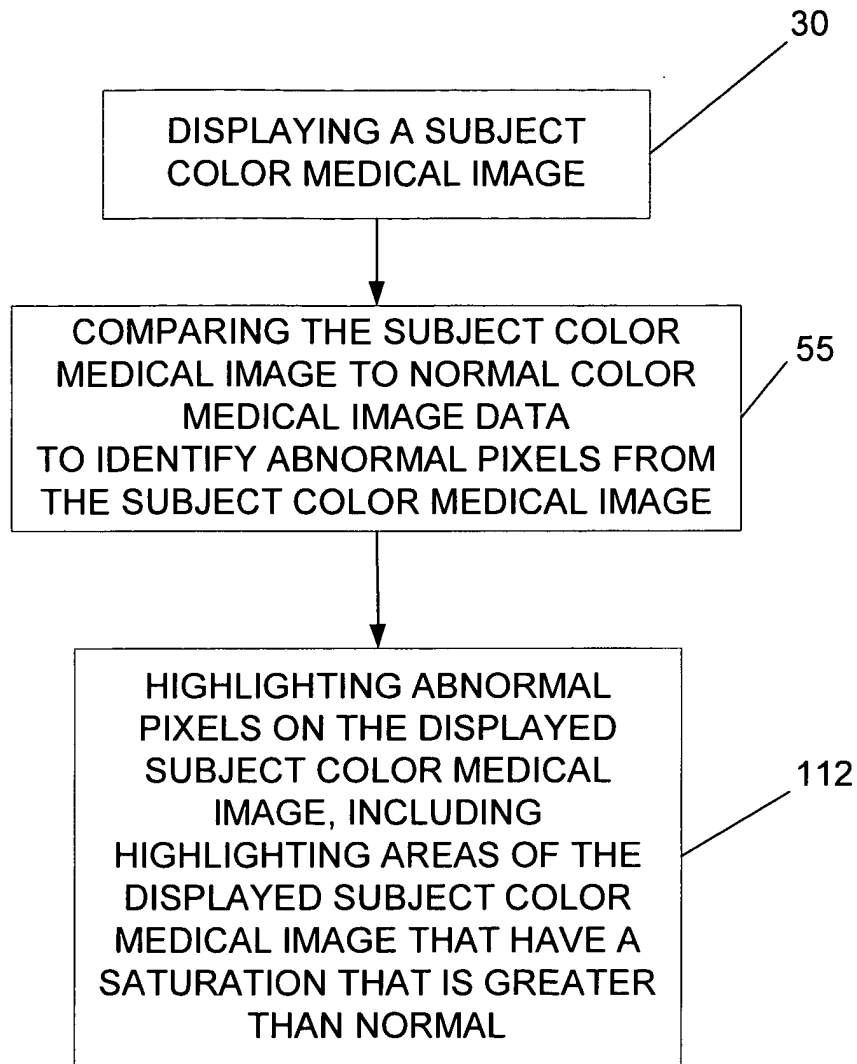 30
DISPLAYING A SUBJECT
COLOR MEDICAL IMAGE
COMPARING THE SUBJECT COLOR
MEDICAL IMAGE TO NORMAL COLOR
MEDICAL IMAGE DATA
TO IDENTIFY ABNORMAL PIXELS FROM
THE SUBJECT COLOR MEDICAL IMAGE
55
HIGHLIGHTING ABNORMAL
PIXELS ON THE DISPLAYED
SUBJECT COLOR MEDICAL
IMAGE, INCLUDING
HIGHLIGHTING AREAS OF THE
DISPLAYED SUBJECT COLOR
MEDICAL IMAGE THAT HAVE A
SATURATION THAT IS GREATER
THAN NORMAL
112